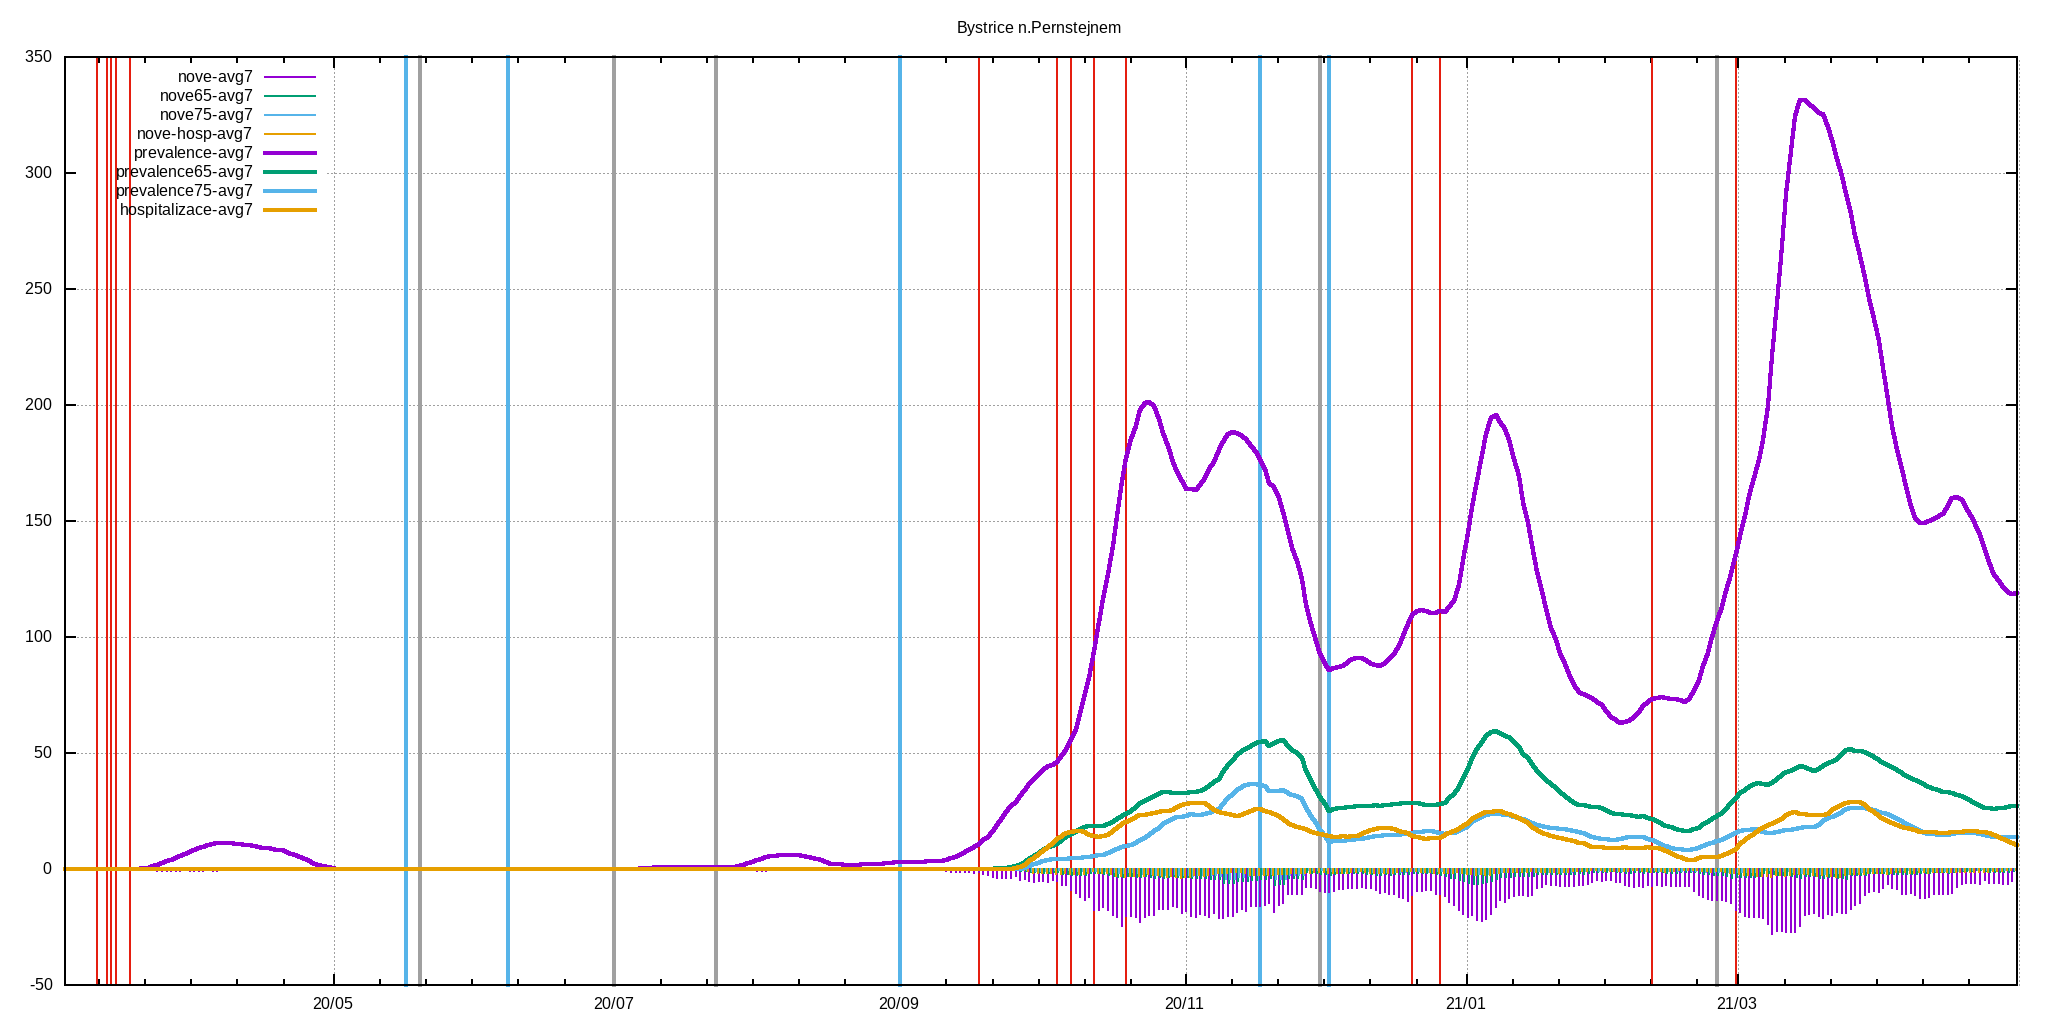 Bystrice n.Pernstejnem
350
300
250
200
150
100
50
0
-50
nove-avg7
nove65-avg7
nove75-avg7
nove-hosp-avg7
prevalence-avg7
prevalence65-avg7
prevalence75-avg7
hospitalizace-avg7
20/05 20/07 20/09 20/11 21/01 21/03